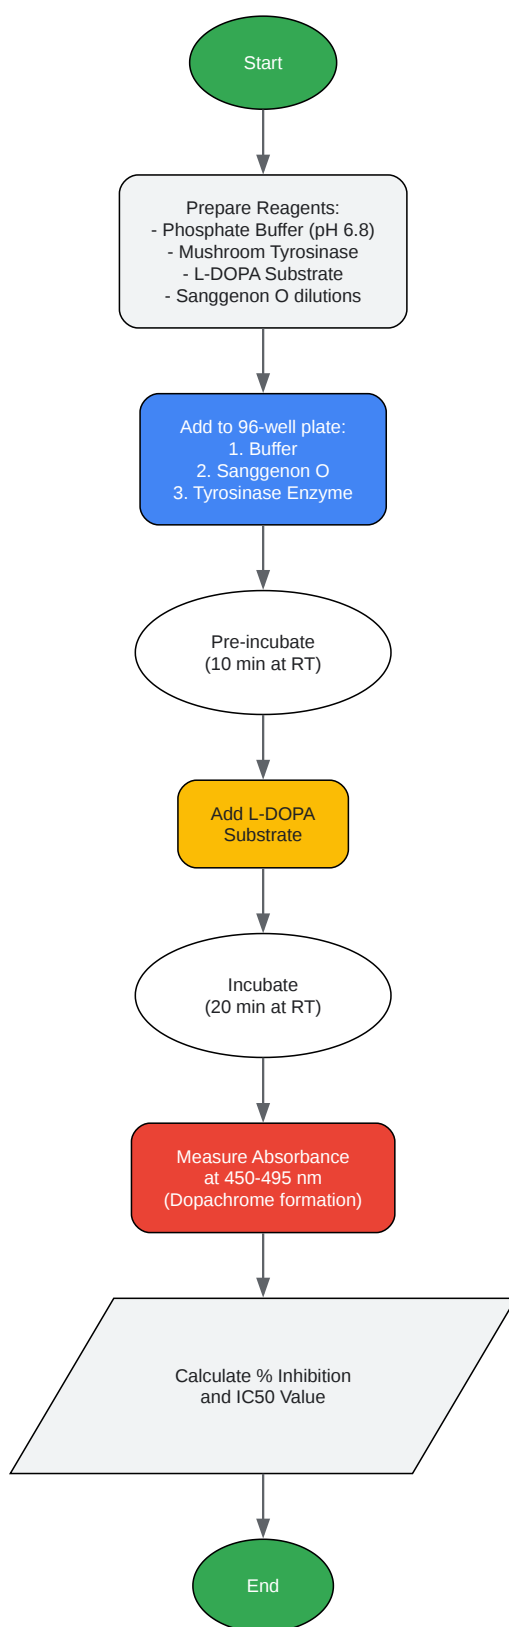 Start
Prepare Reagents:
- Phosphate Buffer (pH 6.8)
- Mushroom Tyrosinase
- L-DOPA Substrate
- Sanggenon O dilutions
Add to 96-well plate:
1. Buffer
2. Sanggenon O
3. Tyrosinase Enzyme
Pre-incubate
(10 min at RT)
Add L-DOPA
Substrate
Incubate
(20 min at RT)
Measure Absorbance
at 450-495 nm
(Dopachrome formation)
Calculate % Inhibition
and IC50 Value
End